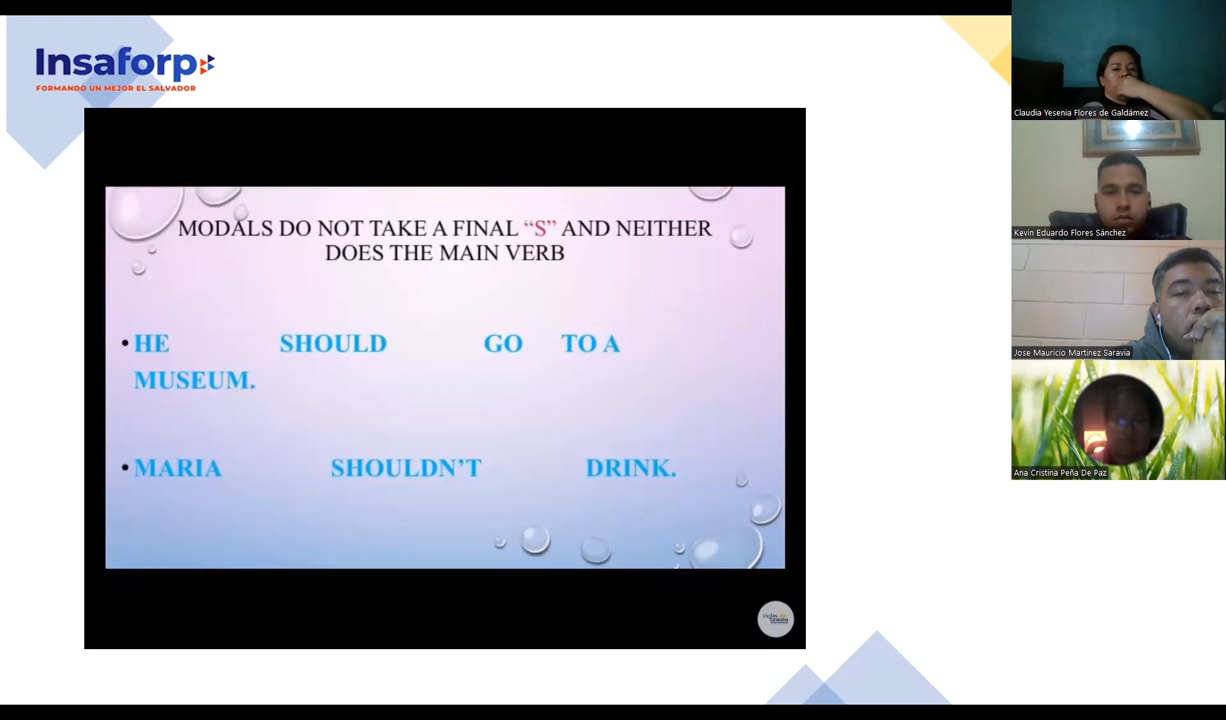 Insaforp
FORMANDO UN MEJOR EL SALVADOR
MODALS DO NOT TAKE A FINAL “S” AND NEITHER
DOES THE MAIN VERB
• HE SHOULD GO TO A
MUSEUM.
• MARIA SHOULDN’T DRINK.
Claudia Yesenia Flores de Galdámez
Kevin Eduardo Flores Sánchez
Jose Mauricio Martinez Saravia
Ana Cristina Peña De Paz